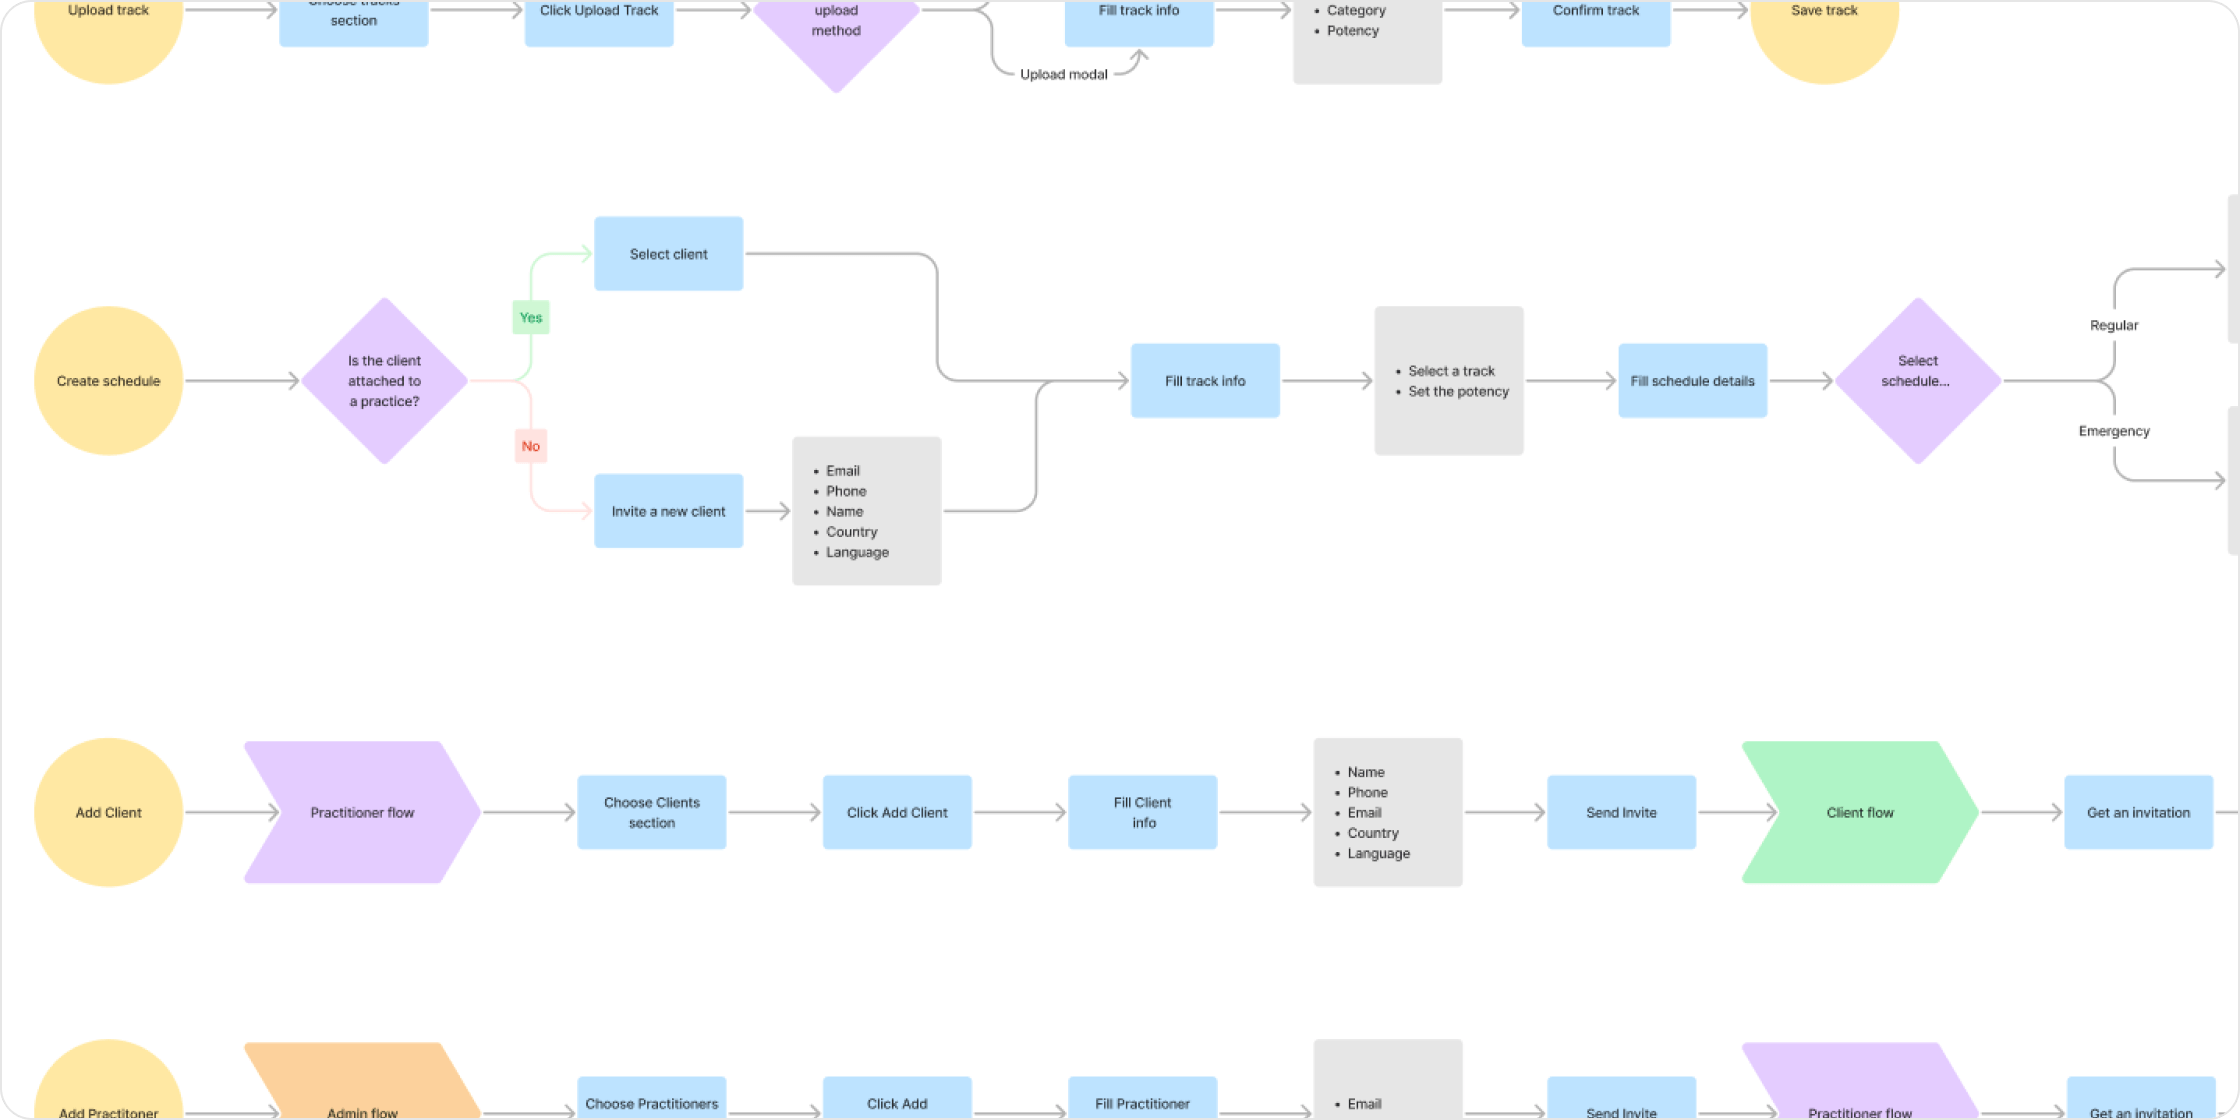 Upload track
Choose tracks
section
Click Upload Track
upload
method
Upload modal
Fill track info
• Category
• Potency
Confirm track
Save track
Create schedule
Is the client
attached to
a practice?
Yes
No
Select client
Invite a new client
• Email
• Phone
• Name
• Country
• Language
Fill track info
• Select a track
• Set the potency
Fill schedule details
Select
schedule...
Regular
Emergency
Add Client
Practitioner flow
Choose Clients
section
Click Add Client
Fill Client
info
• Name
• Phone
• Email
• Country
• Language
Send Invite
Client flow
Get an invitation
Add Practitoner
Admin flow
Choose Practitioners
Click Add
Fill Practitioner
• Email
Send Invite
Practitioner flow
Get an invitation